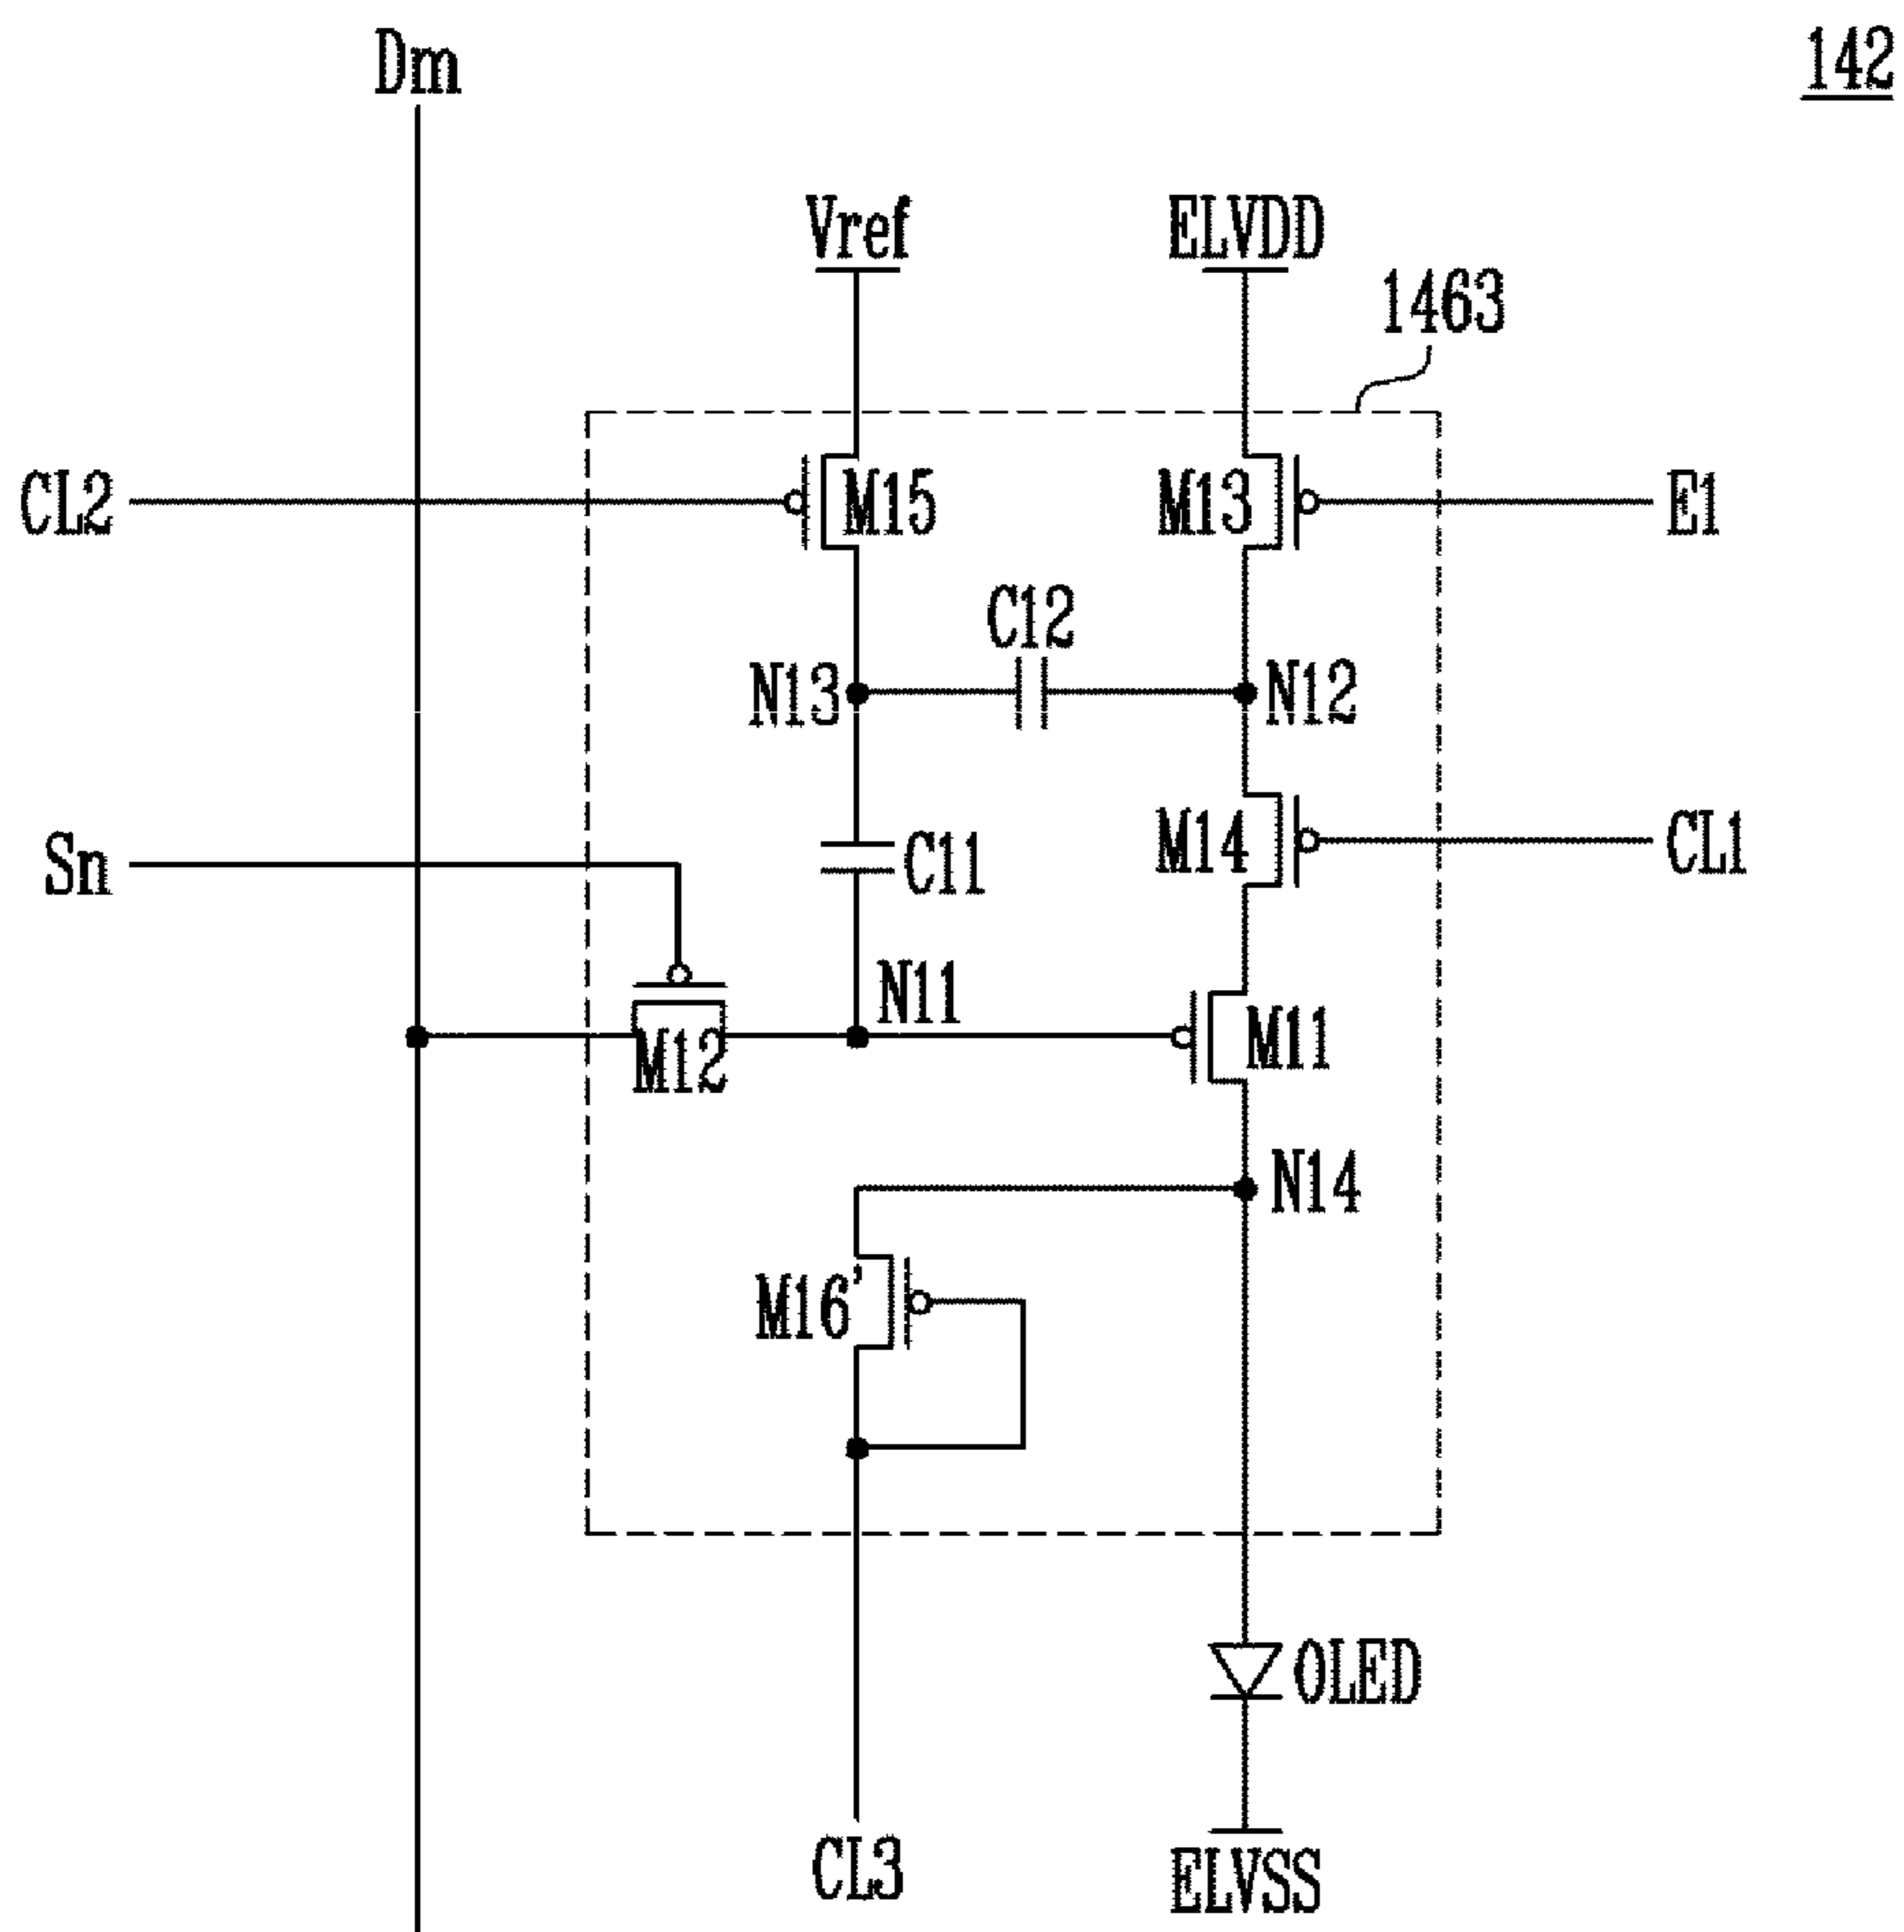 Dm
142
Vref
ELVDD
1463
CL2
M15
M13
E1
C12
N13
N12
Sn
C11
M14
CL1
N11
M12
M11
N14
M16'
OLED
CL3
ELVSS